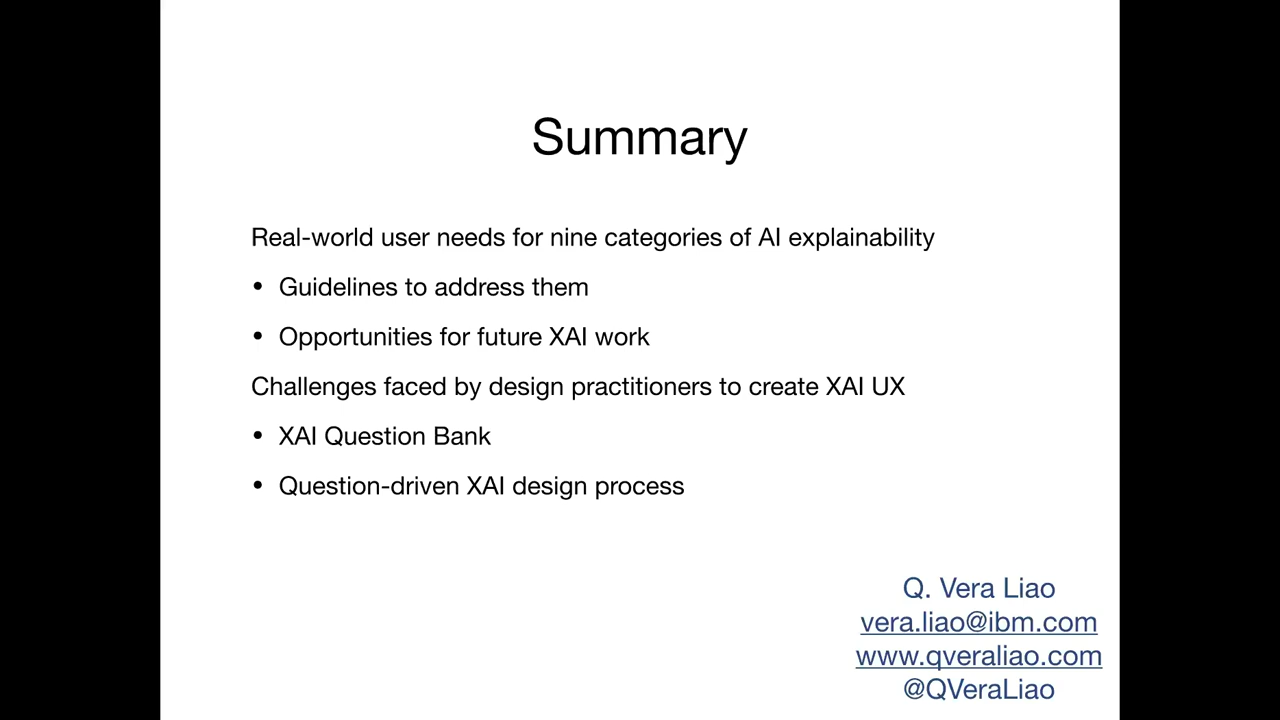 Summary
Real-world user needs for nine categories of AI explainability
• Guidelines to address them
• Opportunities for future XAI work
Challenges faced by design practitioners to create XAI UX
• XAI Question Bank
• Question-driven XAI design process
Q. Vera Liao
vera.liao@ibm.com
www.qveraliao.com
@QVeraLiao